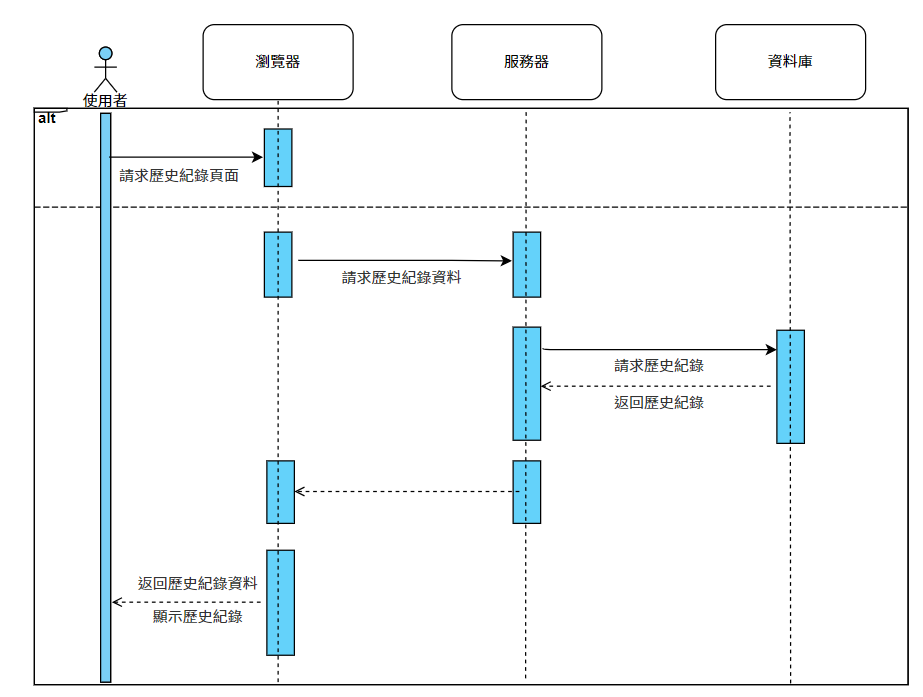 瀏覽器
服務器
資料庫
使用者
alt
請求歷史紀錄頁面
請求歷史紀錄資料
請求歷史紀錄
返回歷史紀錄
返回歷史紀錄資料
顯示歷史紀錄